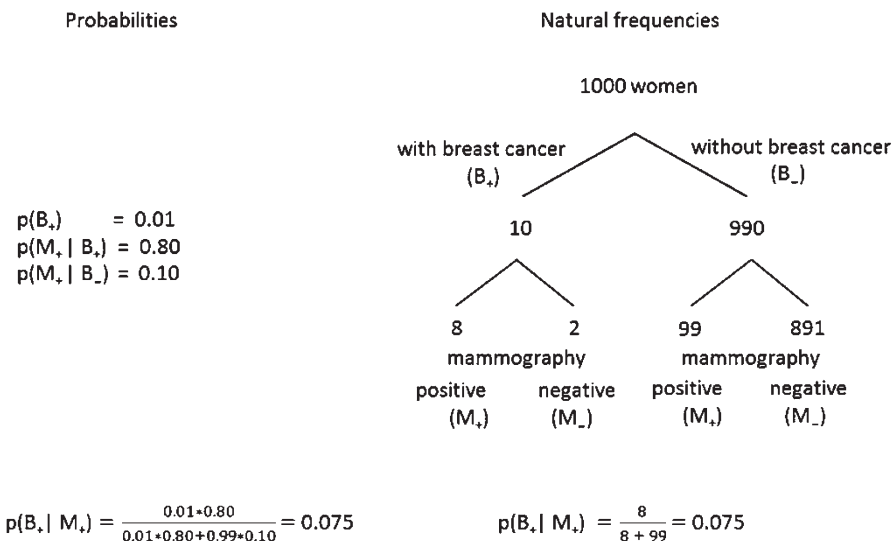 Probabilities
Natural frequencies
1000 women
with breast cancer
(B₊)
without breast cancer
(B₋)
p(B₊) = 0.01
p(M₊ | B₊) = 0.80
p(M₊ | B₋) = 0.10
10
990
8
2
99
891
mammography
mammography
positive
(M₊)
negative
(M₋)
positive
(M₊)
negative
(M₋)
p(B₊ | M₊) = 0.01*0.80 / 0.01*0.80+0.99*0.10 = 0.075
p(B₊ | M₊) = 8 / 8 + 99 = 0.075